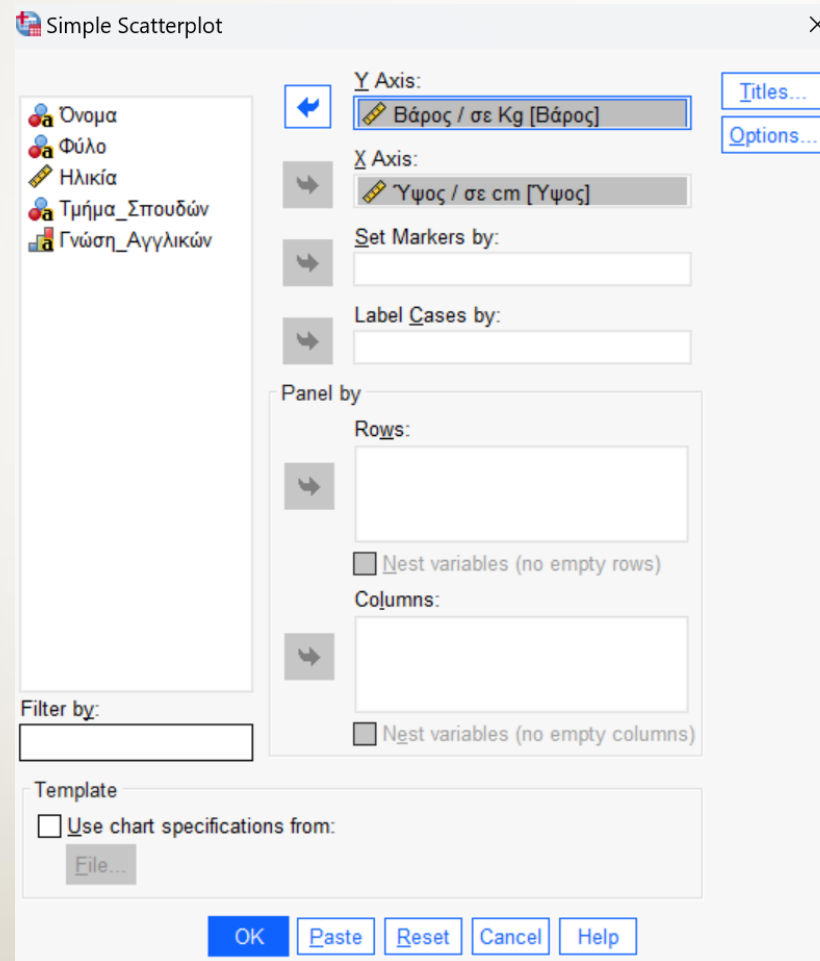 Simple Scatterplot
Όνομα
Φύλο
Ηλικία
Τμήμα_Σπουδών
Γνώση_Αγγλικών
Filter by:
Y Axis:
Βάρος / σε Kg [Βάρος]
X Axis:
Ύψος / σε cm [Ύψος]
Set Markers by:
Label Cases by:
Panel by
Rows:
Nest variables (no empty rows)
Columns:
Nest variables (no empty columns)
Titles...
Options...
Template
Use chart specifications from:
File...
OK Paste Reset Cancel Help